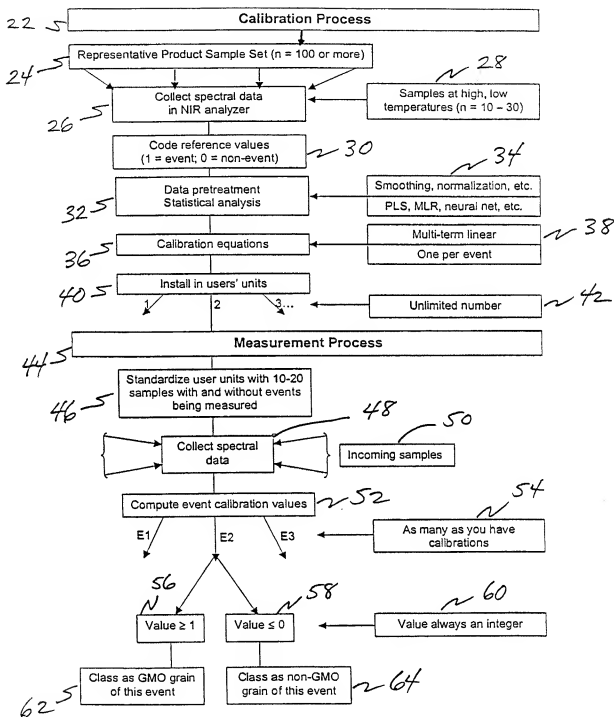 22
Calibration Process
24
Representative Product Sample Set (n = 100 or more)
26
Collect spectral data
in NIR analyzer
28
Samples at high, low
temperatures (n = 10 – 30)
Code reference values
(1 = event; 0 = non-event)
30
32
Data pretreatment
Statistical analysis
34
Smoothing, normalization, etc.
PLS, MLR, neural net, etc.
36
Calibration equations
Multi-term linear
One per event
38
40
Install in users' units
1
2
3...
Unlimited number
42
44
Measurement Process
46
Standardize user units with 10-20
samples with and without events
being measured
48
Collect spectral
data
50
Incoming samples
Compute event calibration values
52
E1
E2
E3
54
As many as you have
calibrations
56
Value ≥ 1
58
Value ≤ 0
60
Value always an integer
62
Class as GMO grain
of this event
Class as non-GMO
grain of this event
64